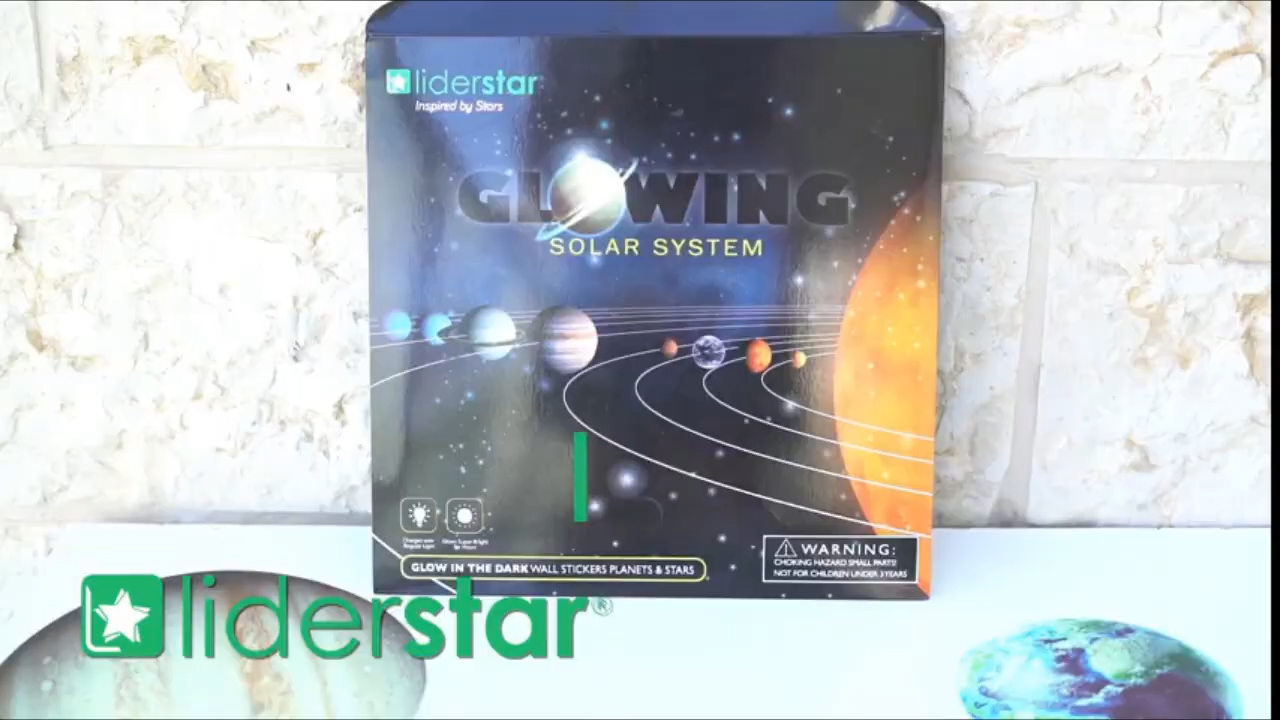 liderstar
Inspired by Stars
GLOWING
SOLAR SYSTEM
GLOW IN THE DARK WALL STICKERS PLANETS & STARS
WARNING:
CHOKING HAZARD SMALL PARTS!
NOT FOR CHILDREN UNDER 3 YEARS
liderstar®